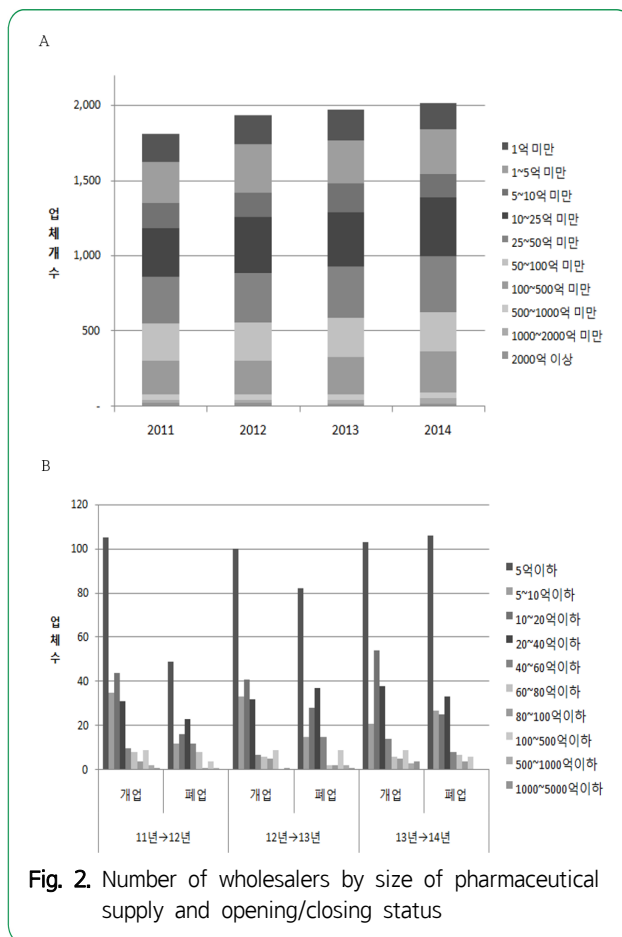 A
2,000
1,500
1,000
500
-
업체개수
2011 2012 2013 2014
1억 미만
1~5억 미만
5~10억 미만
10~25억 미만
25~50억 미만
50~100억 미만
100~500억 미만
500~1000억 미만
1000~2000억 미만
2000억 이상
B
120
100
80
60
40
20
0
업체수
개업 폐업 개업 폐업 개업 폐업
11년→12년 12년→13년 13년→14년
5억이하
5~10억이하
10~20억이하
20~40억이하
40~60억이하
60~80억이하
80~100억이하
100~500억이하
500~1000억이하
1000~5000억이하
Fig. 2. Number of wholesalers by size of pharmaceutical
supply and opening/closing status